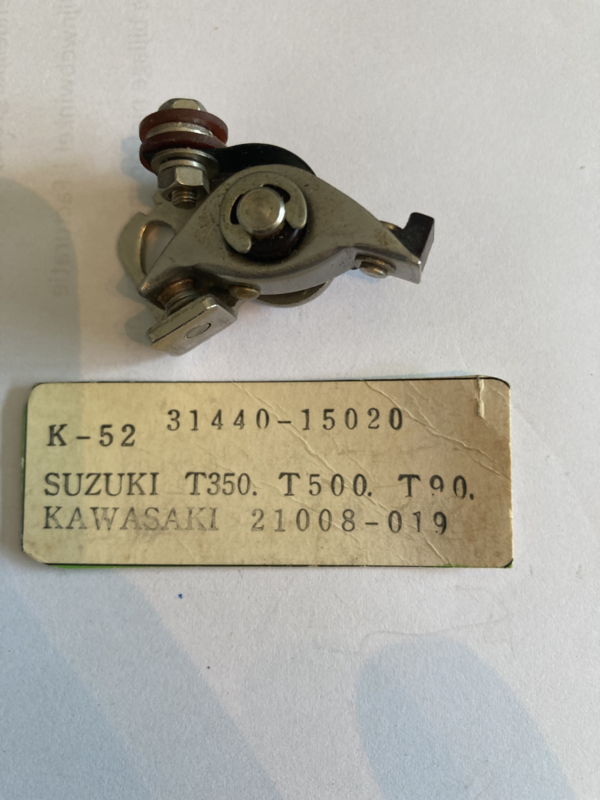 31440-15020
K-52
SUZUKI T350. T500. T90.
KAWASAKI 21008-019